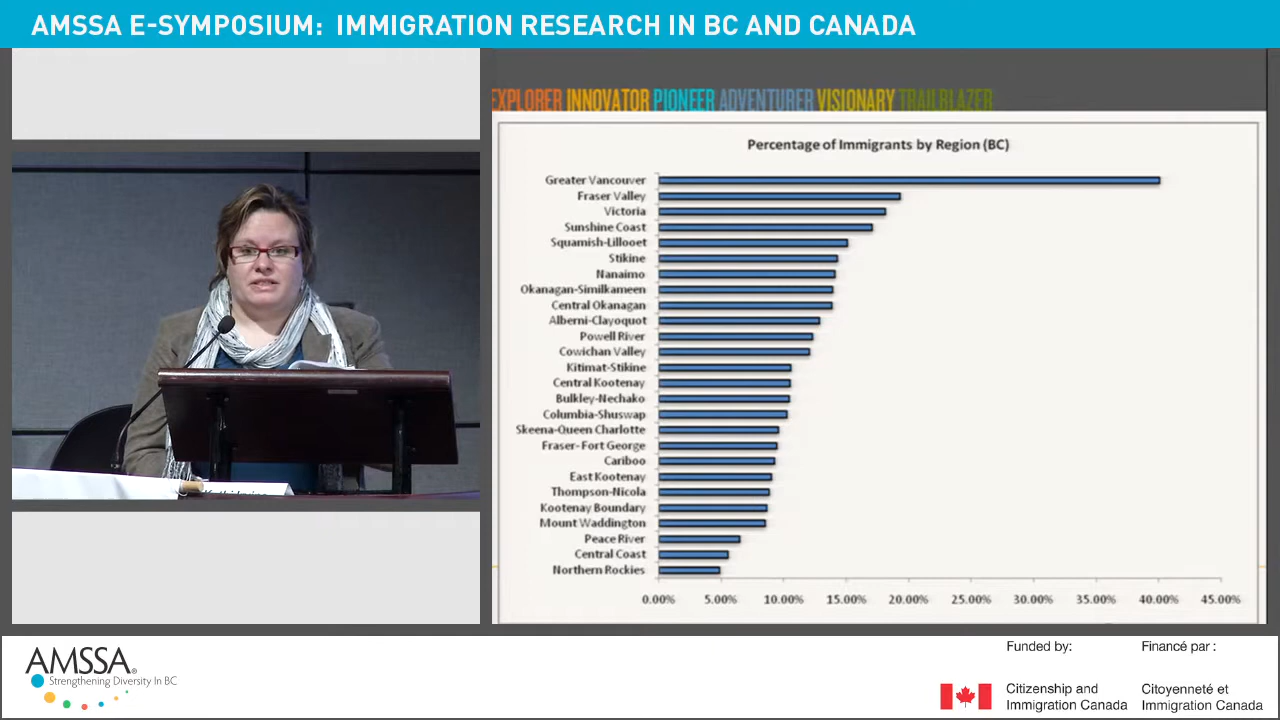 AMSSA E-SYMPOSIUM: IMMIGRATION RESEARCH IN BC AND CANADA
EXPLORER INNOVATOR PIONEER ADVENTURER VISIONARY TRAILBLAZER
Percentage of Immigrants by Region (BC)
Greater Vancouver
Fraser Valley
Victoria
Sunshine Coast
Squamish-Lillooet
Stikine
Nanaimo
Okanagan-Similkameen
Central Okanagan
Alberni-Clayoquot
Powell River
Cowichan Valley
Kitimat-Stikine
Central Kootenay
Bulkley-Nechako
Columbia-Shuswap
Skeena-Queen Charlotte
Fraser-Fort George
Cariboo
East Kootenay
Thompson-Nicola
Kootenay Boundary
Mount Waddington
Peace River
Central Coast
Northern Rockies
0.00% 5.00% 10.00% 15.00% 20.00% 25.00% 30.00% 35.00% 40.00% 45.00%
AMSSA®
Strengthening Diversity In BC
Funded by:
Citizenship and
Immigration Canada
Financé par :
Citoyenneté et
Immigration Canada